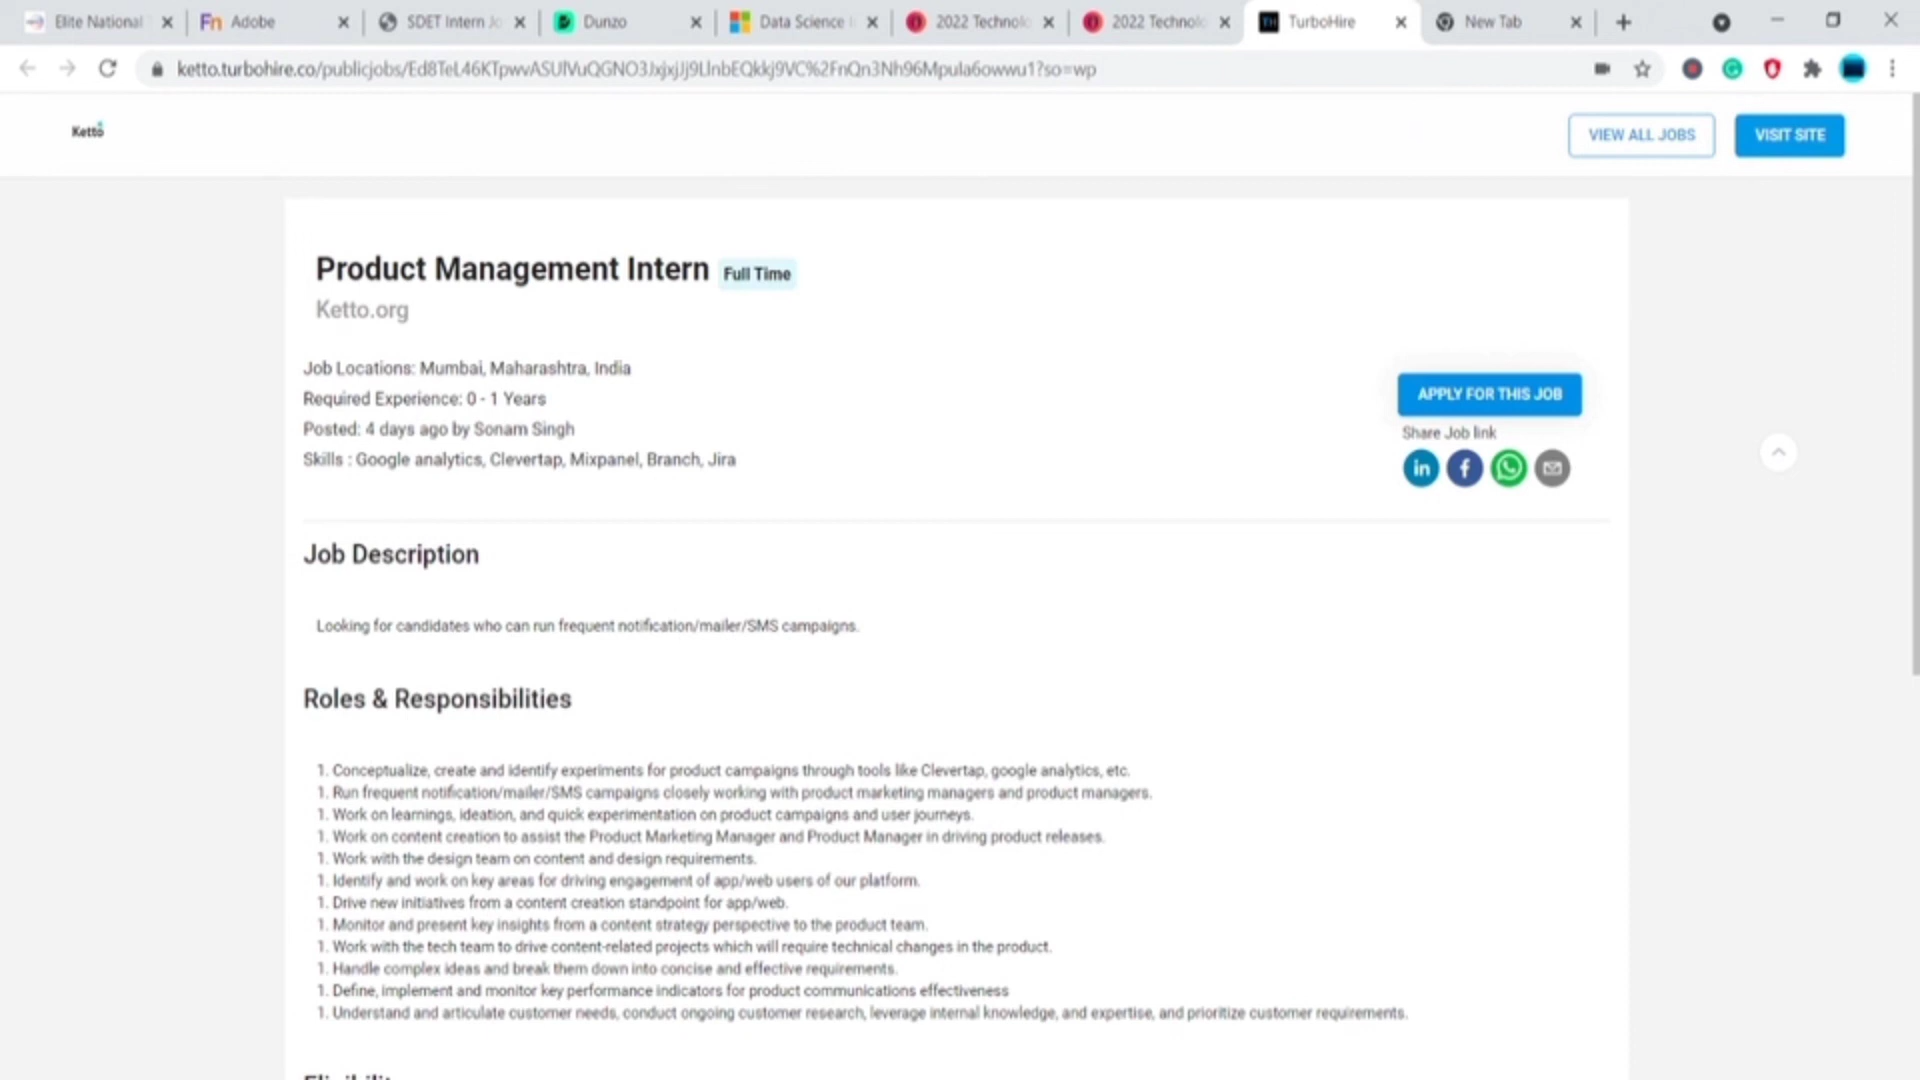 Elite National
Adobe
SDET Intern Jo
Dunzo
Data Science I
2022 Technolo
2022 Technolo
TurboHire
New Tab
Ketto
VIEW ALL JOBS
VISIT SITE
Product Management Intern Full Time
Ketto.org
Job Locations: Mumbai, Maharashtra, India
Required Experience: 0 - 1 Years
Posted: 4 days ago by Sonam Singh
Skills : Google analytics, Clevertap, Mixpanel, Branch, Jira
APPLY FOR THIS JOB
Share Job link
Job Description
Looking for candidates who can run frequent notification/mailer/SMS campaigns.
Roles & Responsibilities
1. Conceptualize, create and identify experiments for product campaigns through tools like Clevertap, google analytics, etc.
1. Run frequent notification/mailer/SMS campaigns closely working with product marketing managers and product managers.
1. Work on learnings, ideation, and quick experimentation on product campaigns and user journeys.
1. Work on content creation to assist the Product Marketing Manager and Product Manager in driving product releases.
1. Work with the design team on content and design requirements.
1. Identify and work on key areas for driving engagement of app/web users of our platform.
1. Drive new initiatives from a content creation standpoint for app/web.
1. Monitor and present key insights from a content strategy perspective to the product team.
1. Work with the tech team to drive content-related projects which will require technical changes in the product.
1. Handle complex ideas and break them down into concise and effective requirements.
1. Define, implement and monitor key performance indicators for product communications effectiveness
1. Understand and articulate customer needs, conduct ongoing customer research, leverage internal knowledge, and expertise, and prioritize customer requirements.